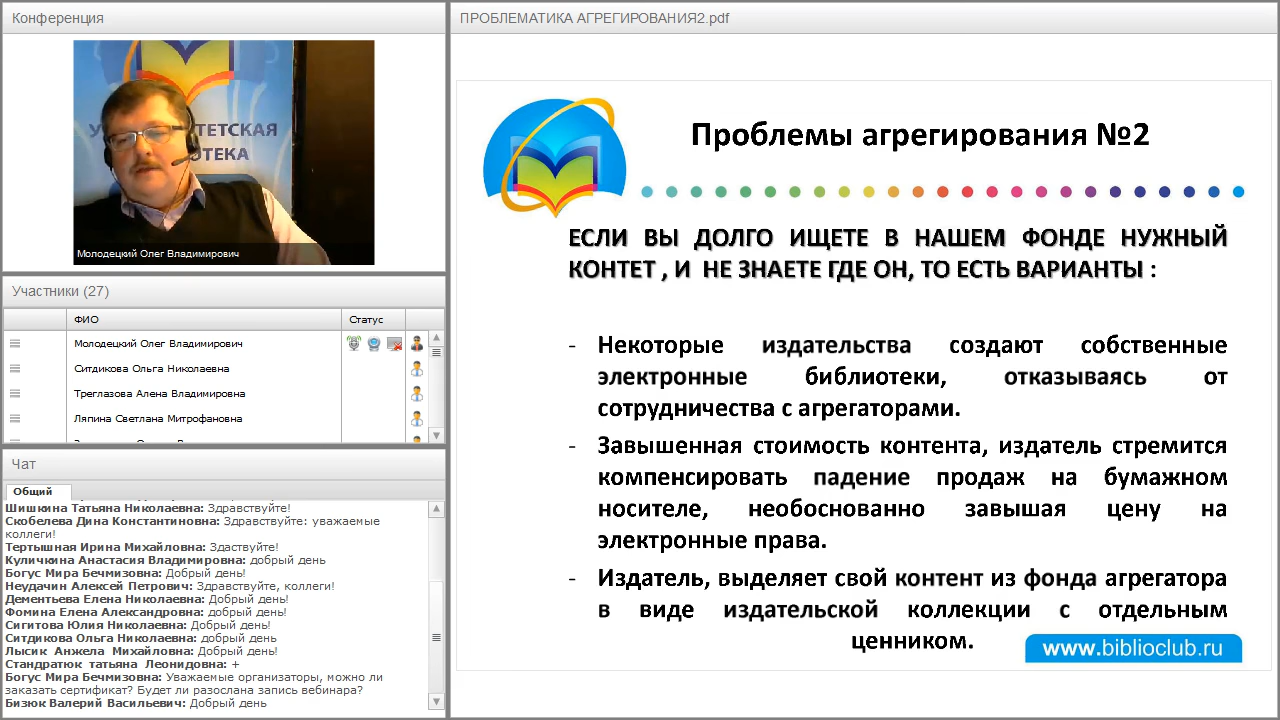 Конференция
УНИВЕРСИТЕТСКАЯ
БИБЛИОТЕКА
Молодецкий Олег Владимирович
Участники (27)
ФИО Статус
Молодецкий Олег Владимирович
Ситдикова Ольга Николаевна
Треглазова Алена Владимировна
Ляпина Светлана Митрофановна
Чат
Общий
Шишкина Татьяна Николаевна: Здравствуйте!
Скобелева Дина Константиновна: Здравствуйте: уважаемые
коллеги!
Тертышная Ирина Михайловна: Здаствуйте!
Куличкина Анастасия Владимировна: добрый день
Богус Мира Бечмизовна: Добрый день!
Неудачин Алексей Петрович: Здравствуйте, коллеги!
Дементьева Елена Николаевна: Добрый день!
Фомина Елена Александровна: добрый день!
Сигитова Юлия Николаевна: Добрый день!
Ситдикова Ольга Николаевна: добрый день
Лысик Анжела Михайловна: Добрый день!
Стандратюк татьяна Леонидовна: +
Богус Мира Бечмизовна: Уважаемые организаторы, можно ли
заказать сертификат? Будет ли разослана запись вебинара?
Бизюк Валерий Васильевич: Добрый день
ПРОБЛЕМАТИКА АГРЕГИРОВАНИЯ2.pdf
Проблемы агрегирования №2
ЕСЛИ ВЫ ДОЛГО ИЩЕТЕ В НАШЕМ ФОНДЕ НУЖНЫЙ
КОНТЕТ , И НЕ ЗНАЕТЕ ГДЕ ОН, ТО ЕСТЬ ВАРИАНТЫ :
- Некоторые издательства создают собственные
электронные библиотеки, отказываясь от
сотрудничества с агрегаторами.
- Завышенная стоимость контента, издатель стремится
компенсировать падение продаж на бумажном
носителе, необоснованно завышая цену на
электронные права.
- Издатель, выделяет свой контент из фонда агрегатора
в виде издательской коллекции с отдельным
ценником.
www.biblioclub.ru